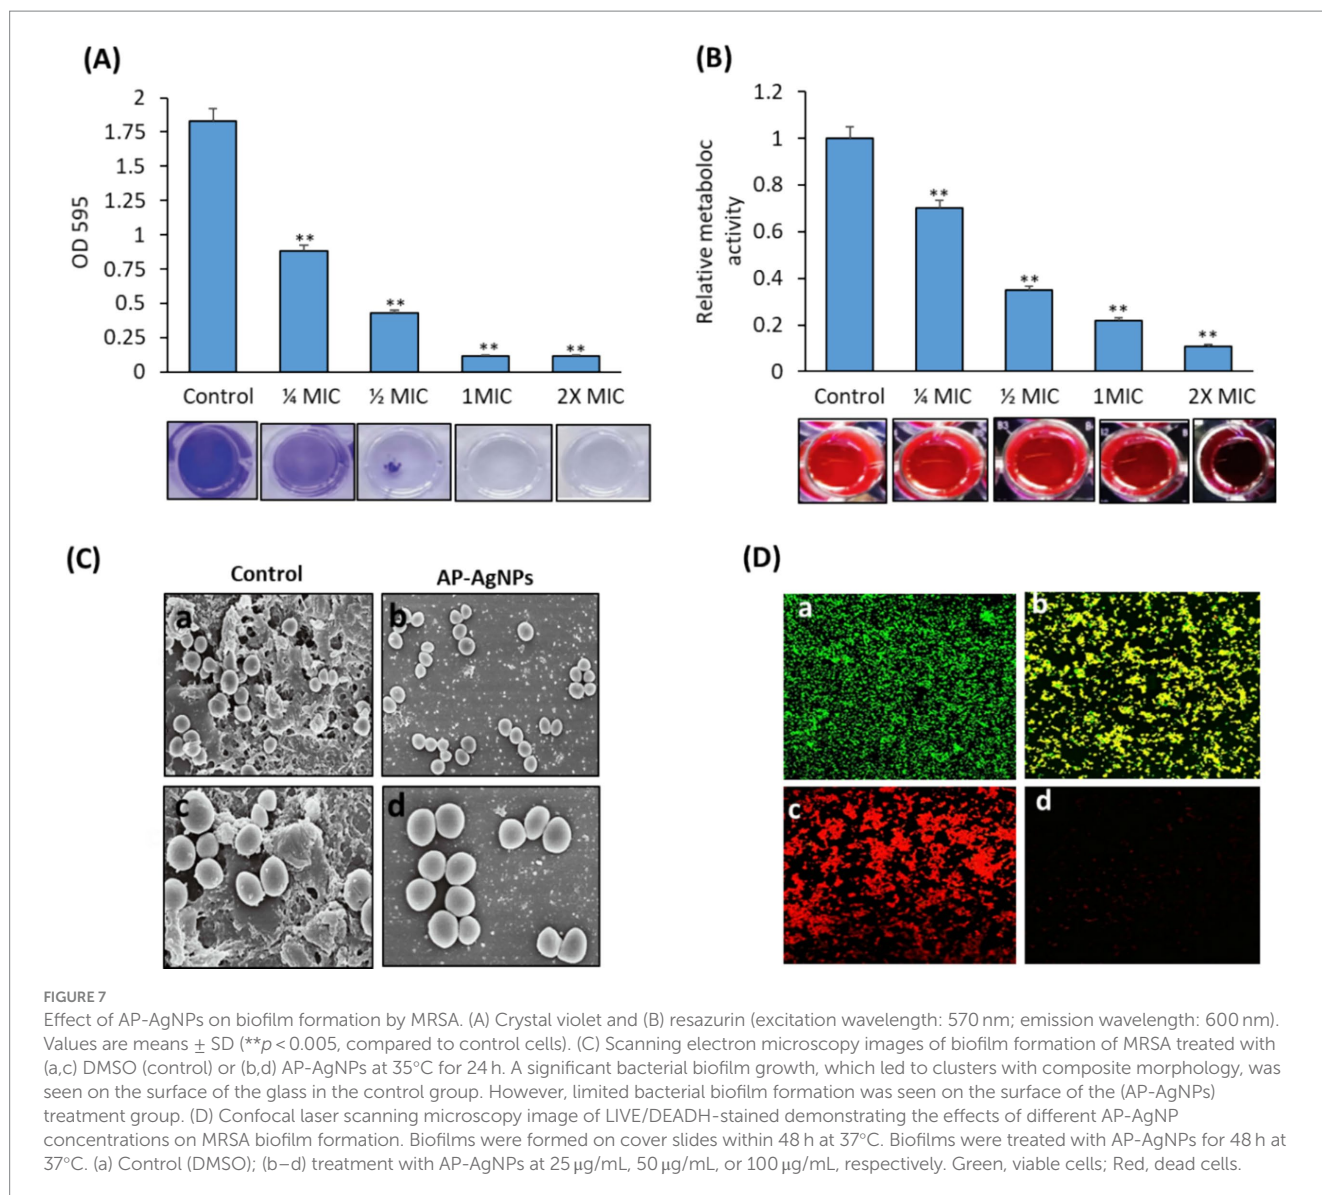 (A)
2
1.75
1.5
1.25
1
0.75
0.5
0.25
0
OD 595
**
**
**
**
Control ¼ MIC ½ MIC 1MIC 2X MIC
(B)
1.2
1
0.8
0.6
0.4
0.2
0
Relative metaboloc
activity
**
**
**
**
Control ¼ MIC ½ MIC 1MIC 2X MIC
(C)
Control AP-AgNPs
a b
c d
(D)
a b
c d
FIGURE 7
Effect of AP-AgNPs on biofilm formation by MRSA. (A) Crystal violet and (B) resazurin (excitation wavelength: 570 nm; emission wavelength: 600 nm).
Values are means ± SD (**p < 0.005, compared to control cells). (C) Scanning electron microscopy images of biofilm formation of MRSA treated with
(a,c) DMSO (control) or (b,d) AP-AgNPs at 35°C for 24 h. A significant bacterial biofilm growth, which led to clusters with composite morphology, was
seen on the surface of the glass in the control group. However, limited bacterial biofilm formation was seen on the surface of the (AP-AgNPs)
treatment group. (D) Confocal laser scanning microscopy image of LIVE/DEADH-stained demonstrating the effects of different AP-AgNP
concentrations on MRSA biofilm formation. Biofilms were formed on cover slides within 48 h at 37°C. Biofilms were treated with AP-AgNPs for 48 h at
37°C. (a) Control (DMSO); (b–d) treatment with AP-AgNPs at 25 μg/mL, 50 μg/mL, or 100 μg/mL, respectively. Green, viable cells; Red, dead cells.